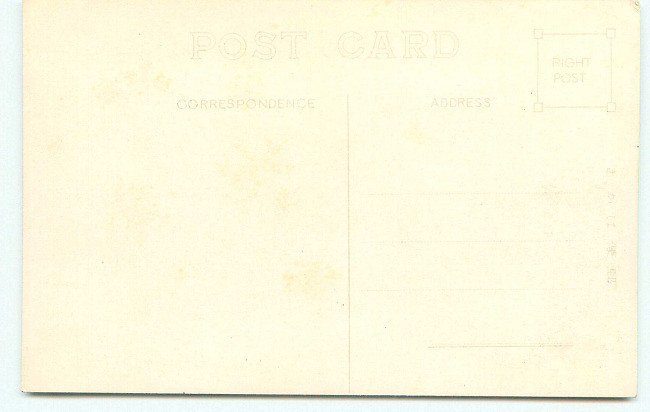 POST CARD
RIGHT
POST
CORRESPONDENCE
ADDRESS